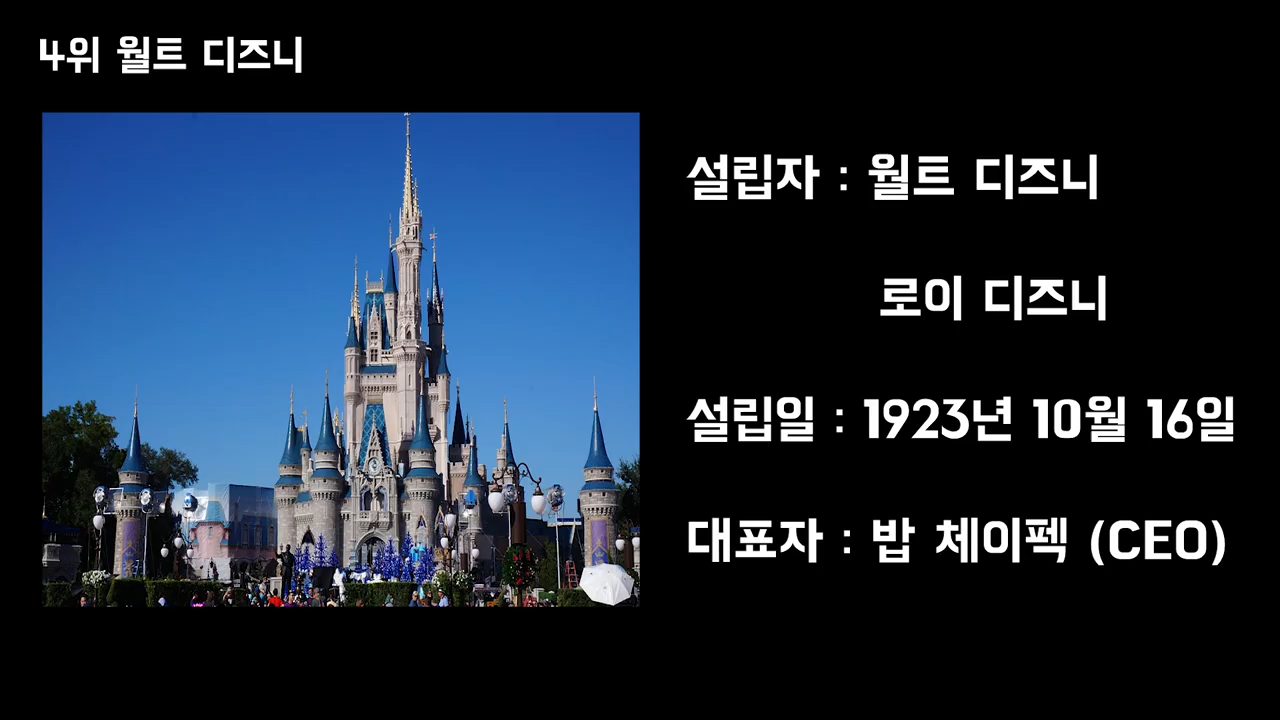 4위 월트 디즈니
설립자 : 월트 디즈니
로이 디즈니
설립일 : 1923년 10월 16일
대표자 : 밥 체이펙 (CEO)